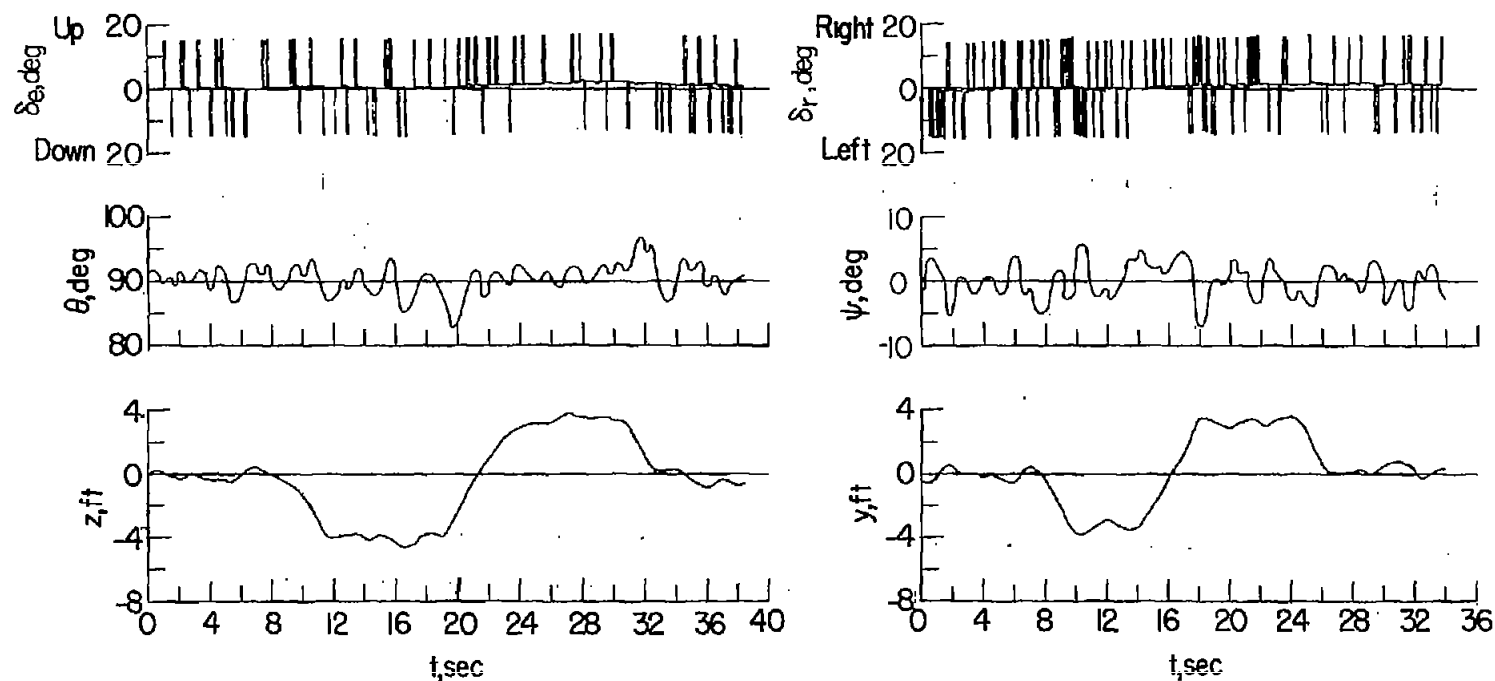 Up 20
δe, deg 0
Down 20
100
θ, deg 90
80
4
0
z, ft -4
-8
0 4 8 12 16 20 24 28 32 36 40
t, sec
Right 20
δr, deg 0
Left 20
10
ψ, deg 0
-10
4
0
y, ft -4
-8
0 4 8 12 16 20 24 28 32 36
t, sec